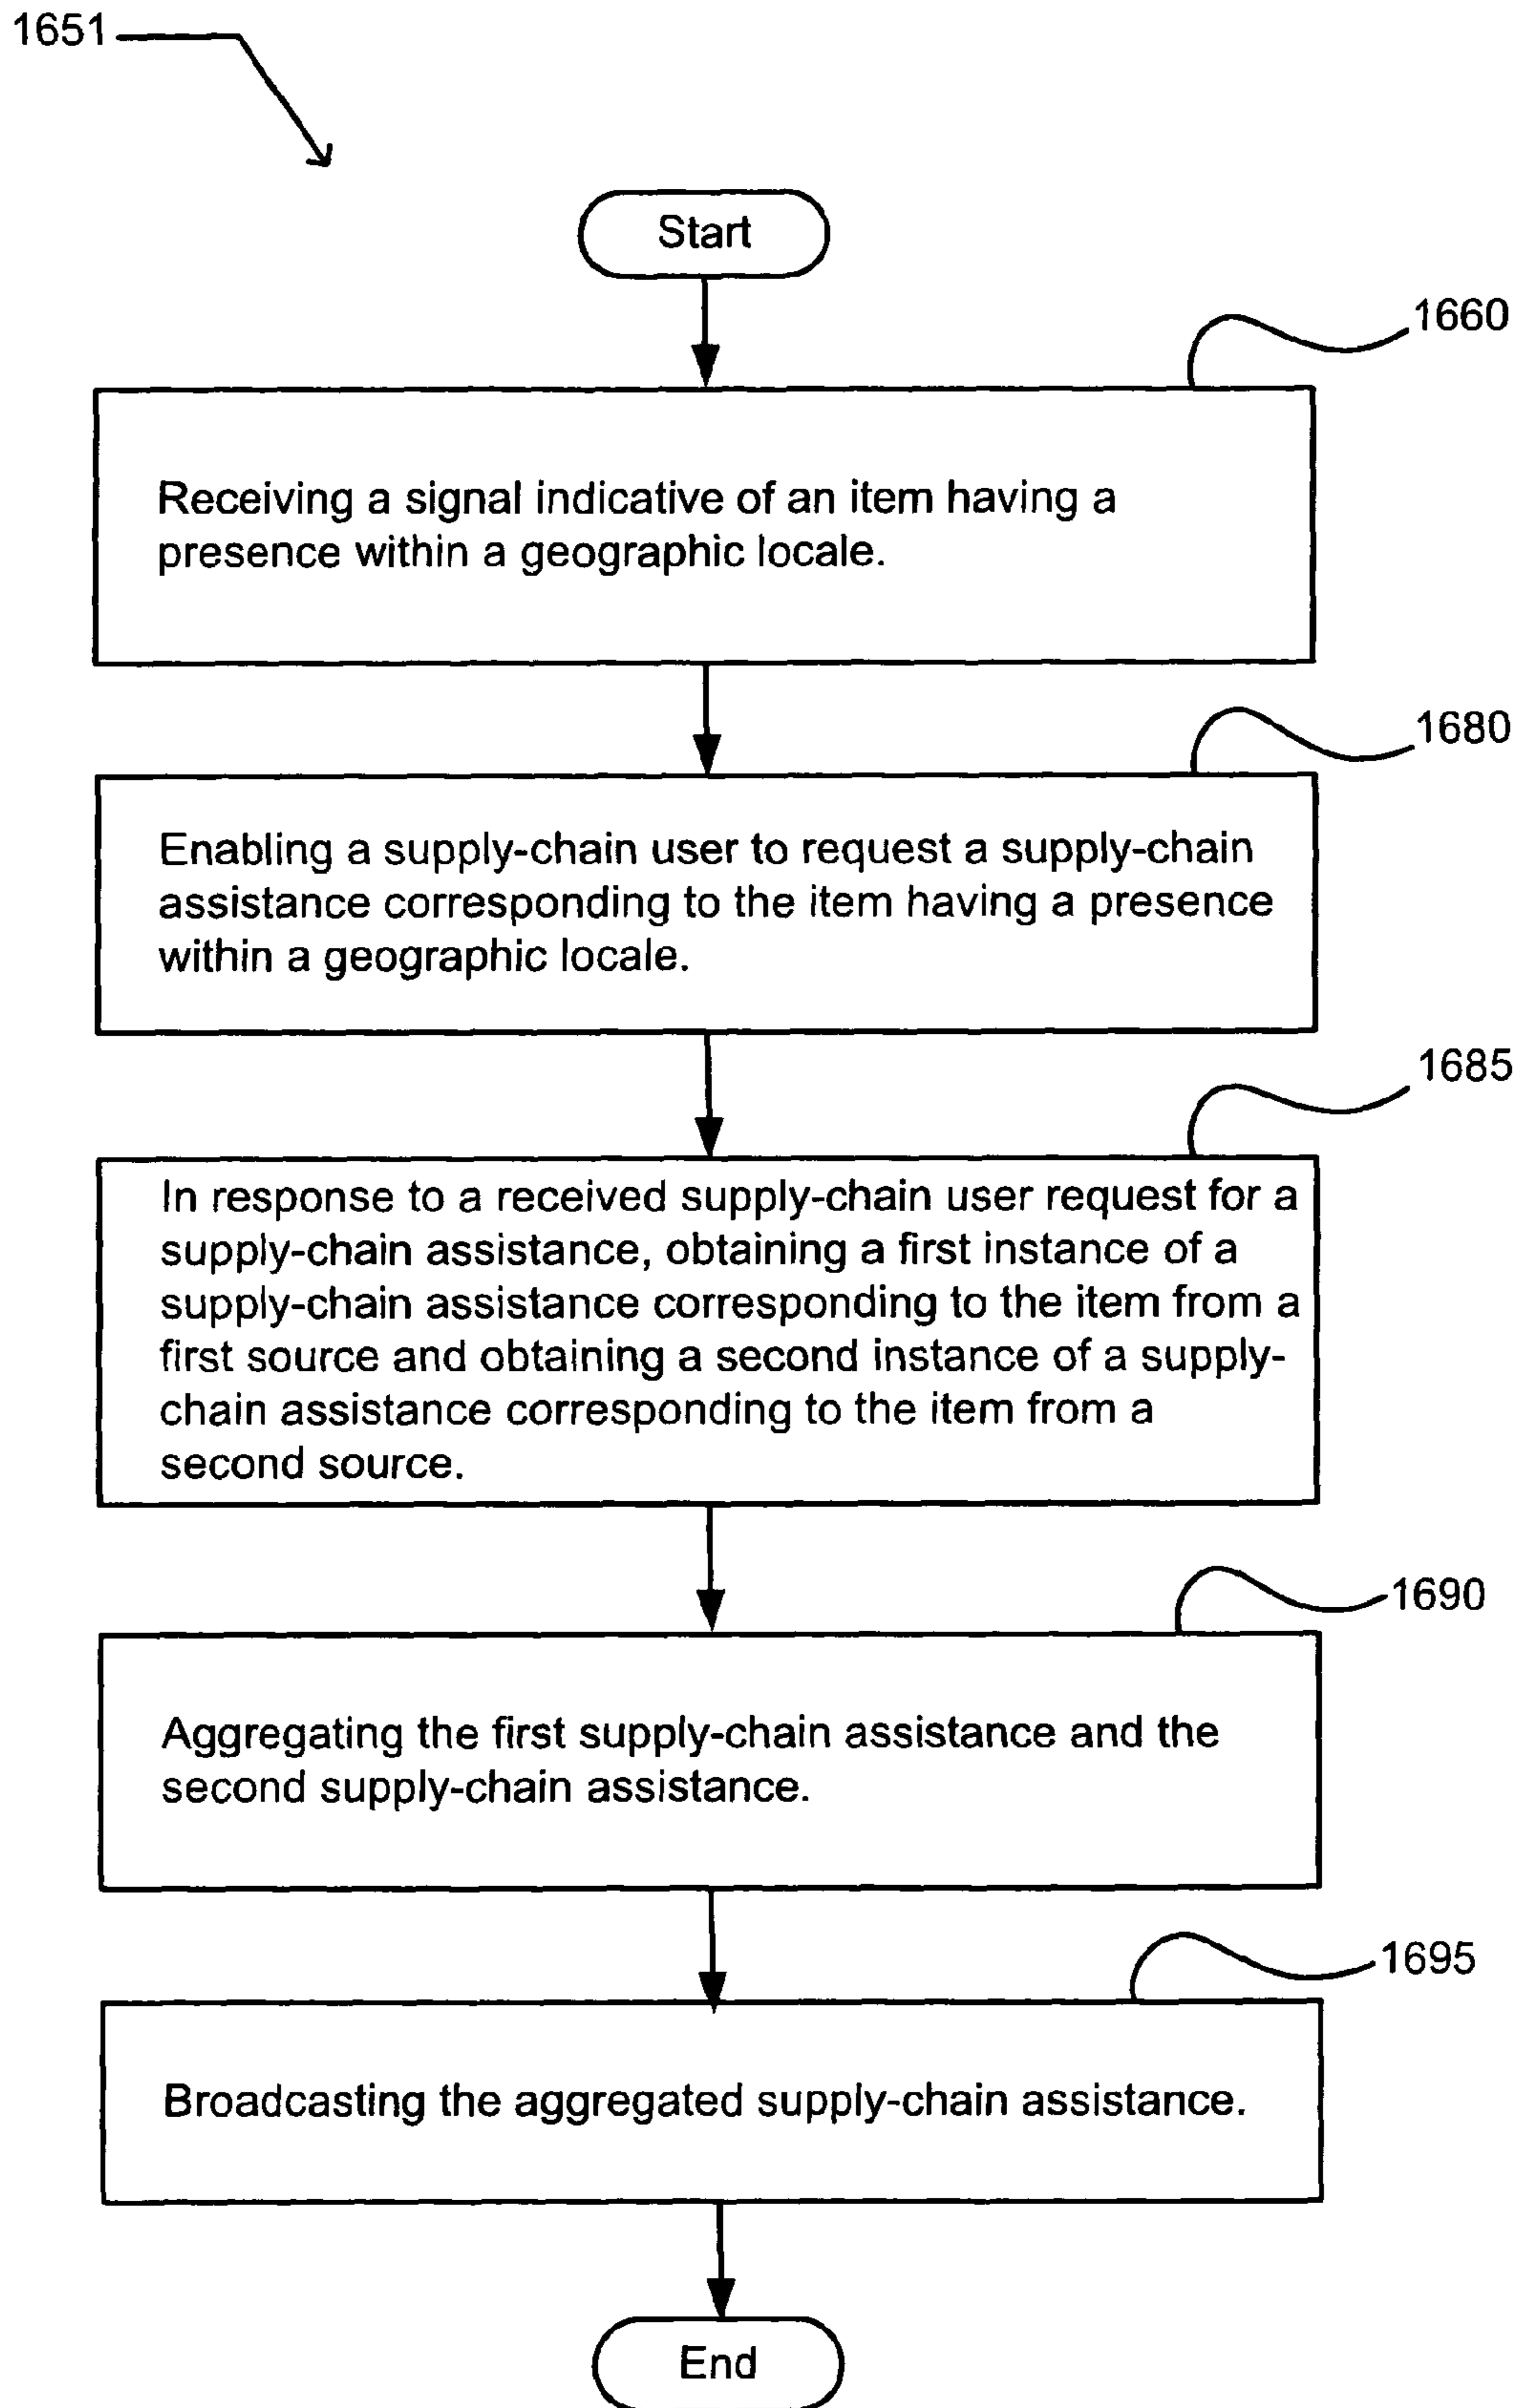 1651
Start
1660
Receiving a signal indicative of an item having a
presence within a geographic locale.
1680
Enabling a supply-chain user to request a supply-chain
assistance corresponding to the item having a presence
within a geographic locale.
1685
In response to a received supply-chain user request for a
supply-chain assistance, obtaining a first instance of a
supply-chain assistance corresponding to the item from a
first source and obtaining a second instance of a supply-
chain assistance corresponding to the item from a
second source.
1690
Aggregating the first supply-chain assistance and the
second supply-chain assistance.
1695
Broadcasting the aggregated supply-chain assistance.
End